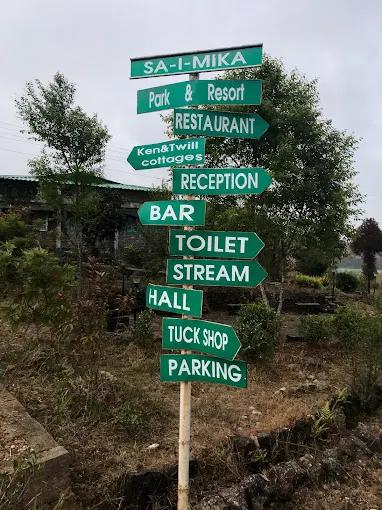 SA-I-MIKA
Park & Resort
RESTAURANT
Ken&Twill
cottages
RECEPTION
BAR
TOILET
STREAM
HALL
TUCK SHOP
PARKING